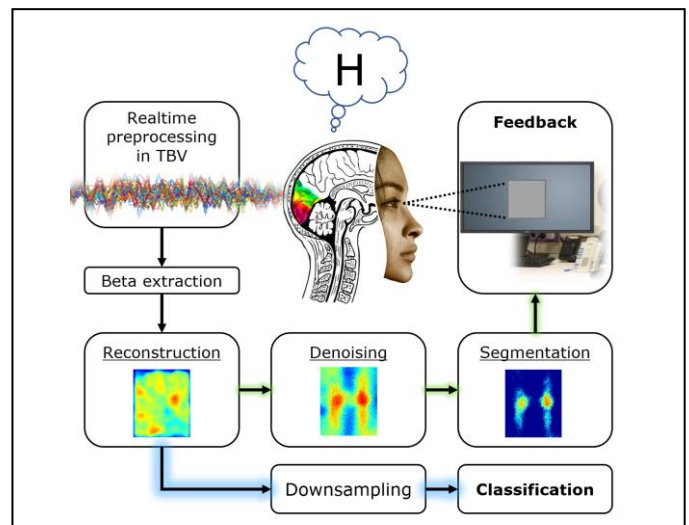 H
Realtime
preprocessing
in TBV
Feedback
Beta extraction
Reconstruction
Denoising
Segmentation
Downsampling
Classification